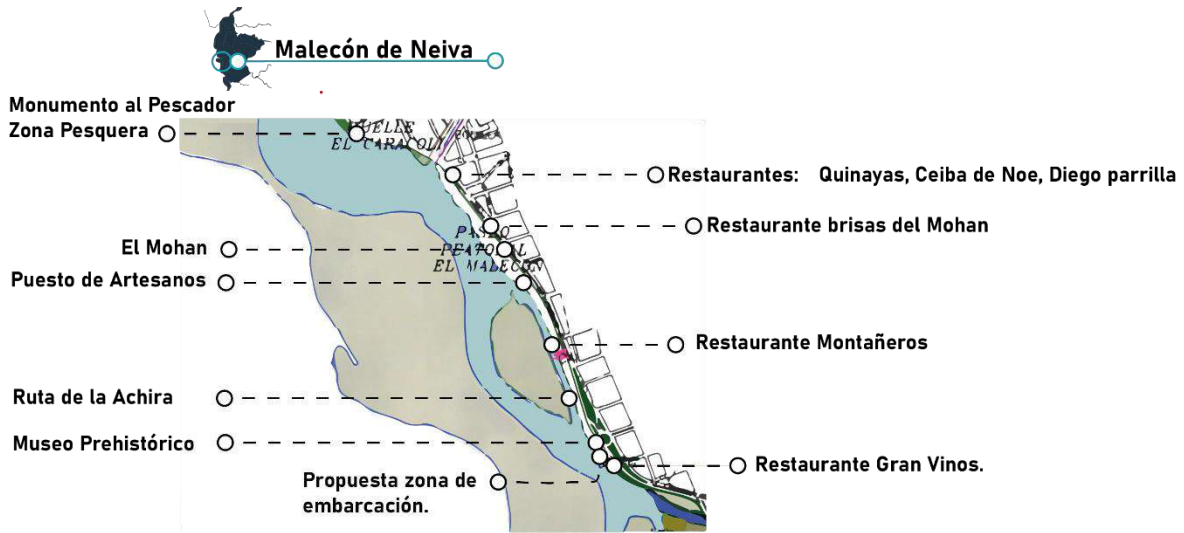 Malecón de Neiva
Monumento al Pescador
Zona Pesquera
EL CARACOLI
Restaurantes: Quinayas, Ceiba de Noe, Diego parrilla
Restaurante brisas del Mohan
PASEO
El Mohan
PEATONAL
EL MALECON
Puesto de Artesanos
Restaurante Montañeros
Ruta de la Achira
Museo Prehistórico
Restaurante Gran Vinos.
Propuesta zona de
embarcación.